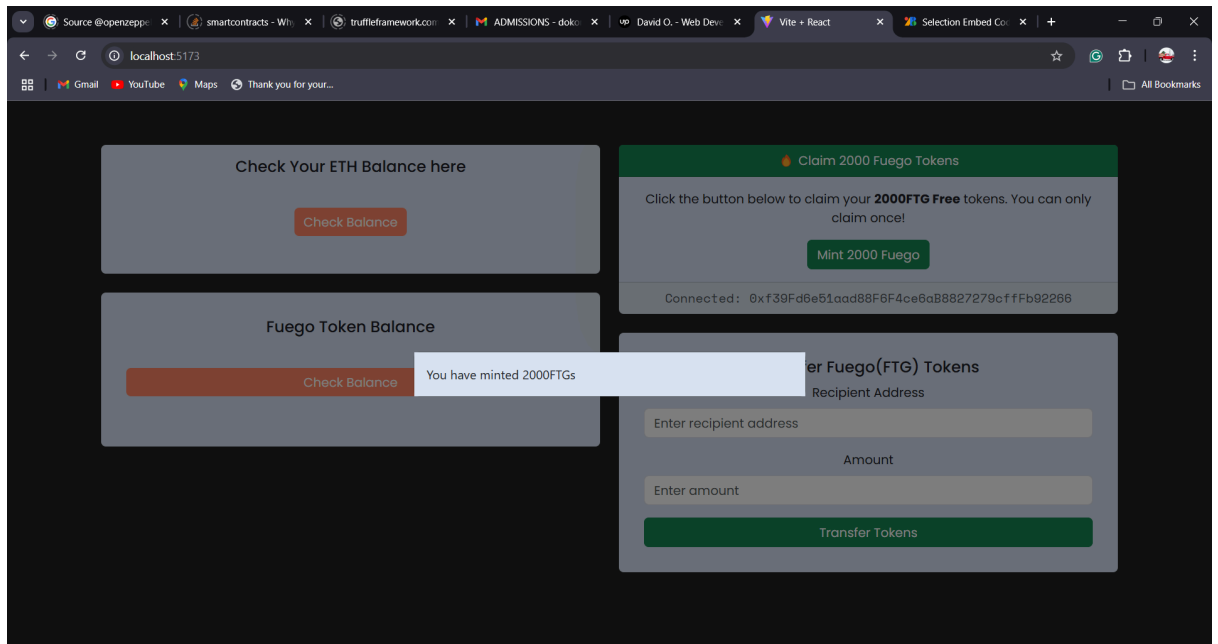 Source @openzeppe
smartcontracts - Why
truffleframework.com
ADMISSIONS - doko
David O. - Web Deve
Vite + React
Selection Embed Coc
localhost:5173
Gmail
YouTube
Maps
Thank you for your...
All Bookmarks
Check Your ETH Balance here
Check Balance
Fuego Token Balance
Check Balance
🔥 Claim 2000 Fuego Tokens
Click the button below to claim your 2000FTG Free tokens. You can only
claim once!
Mint 2000 Fuego
Connected: 0xf39Fd6e51aad88F6F4ce6aB8827279cffFb92266
You have minted 2000FTGs
er Fuego(FTG) Tokens
Recipient Address
Enter recipient address
Amount
Enter amount
Transfer Tokens